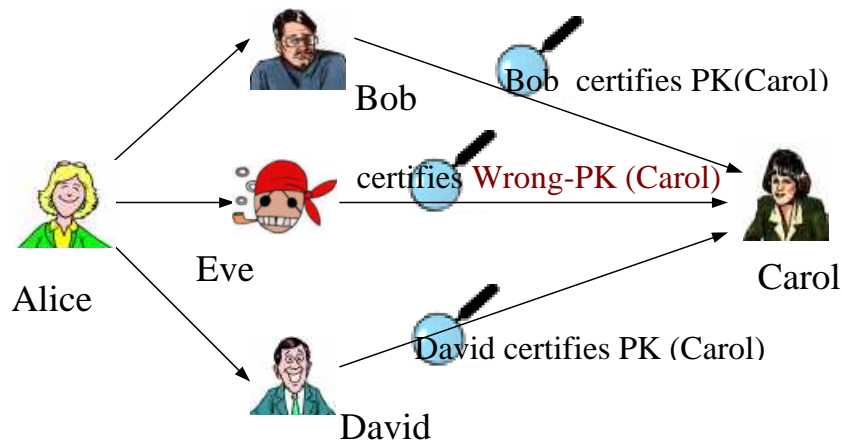 Bob certifies PK(Carol)
Bob
certifies Wrong-PK (Carol)
Eve
Alice
Carol
David certifies PK (Carol)
David